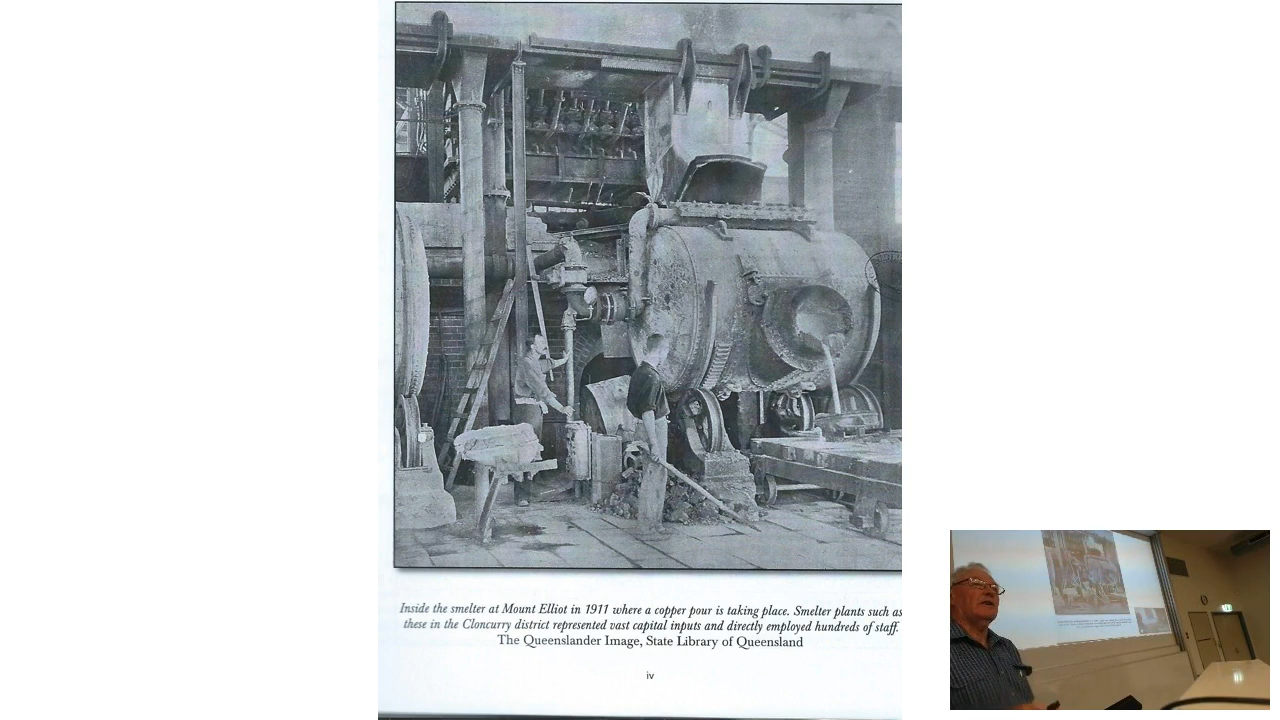 Inside the smelter at Mount Elliot in 1911 where a copper pour is taking place. Smelter plants such as
these in the Cloncurry district represented vast capital inputs and directly employed hundreds of staff.
The Queenslander Image, State Library of Queensland
iv